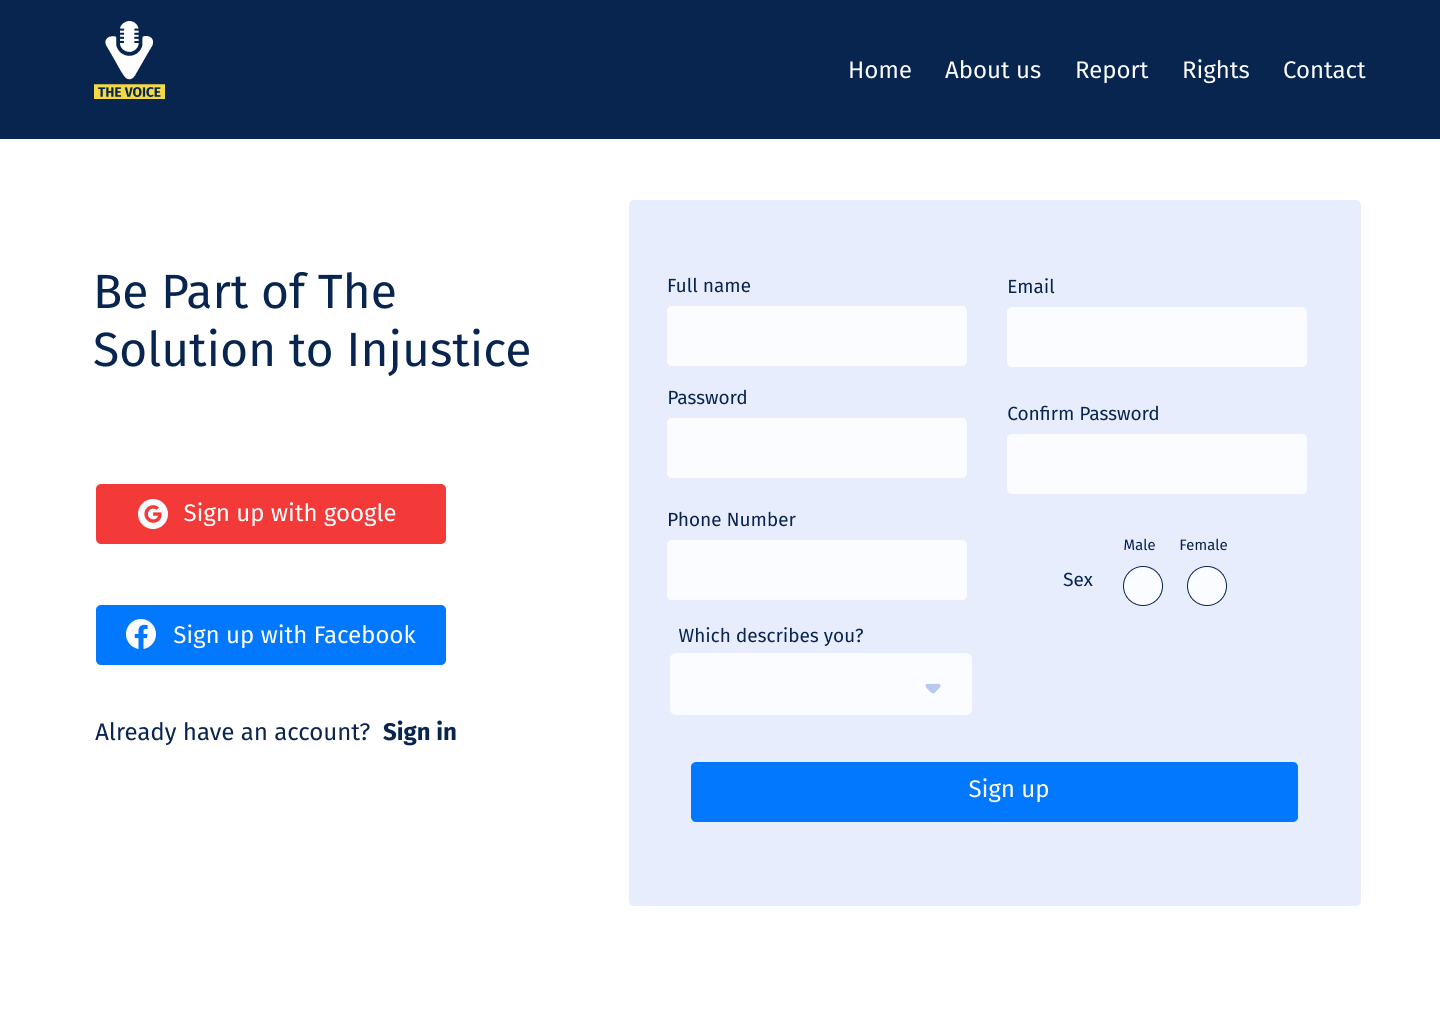 THE VOICE
Home About us Report Rights Contact
Be Part of The
Solution to Injustice
Sign up with google
Sign up with Facebook
Already have an account? Sign in
Full name
Email
Password
Confirm Password
Phone Number
Male Female
Sex
Which describes you?
Sign up